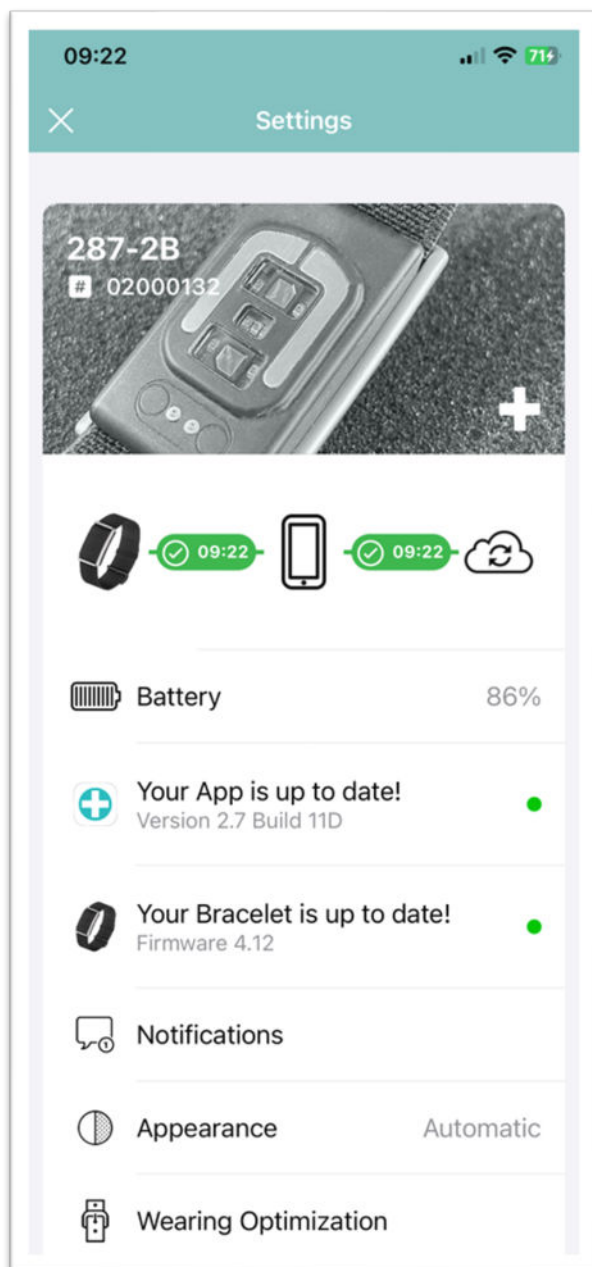 09:22
71
Settings
287-2B
# 02000132
09:22
09:22
Battery
86%
Your App is up to date!
Version 2.7 Build 11D
Your Bracelet is up to date!
Firmware 4.12
Notifications
Appearance
Automatic
Wearing Optimization